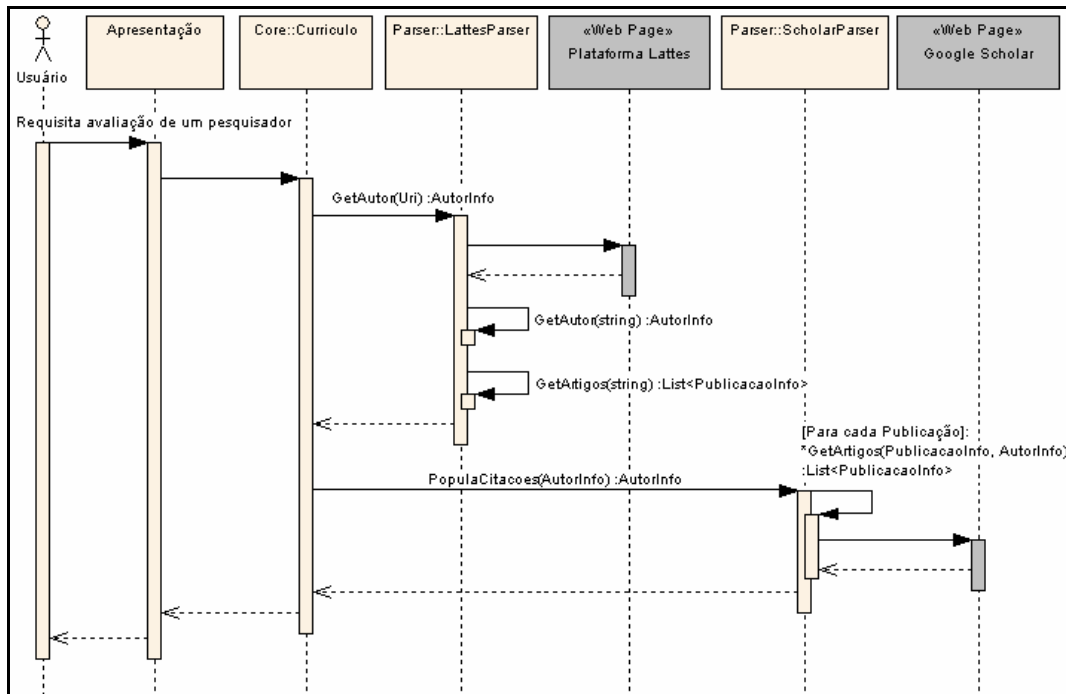 Usuário
Apresentação
Core::Curriculo
Parser::LattesParser
«Web Page»
Plataforma Lattes
Parser::ScholarParser
«Web Page»
Google Scholar
Requisita avaliação de um pesquisador
GetAutor(Uri) :AutorInfo
GetAutor(string) :AutorInfo
GetArtigos(string) :List<PublicacaoInfo>
[Para cada Publicação]:
*GetArtigos(PublicacaoInfo, AutorInfo)
:List<PublicacaoInfo>
PopulaCitacoes(AutorInfo) :AutorInfo